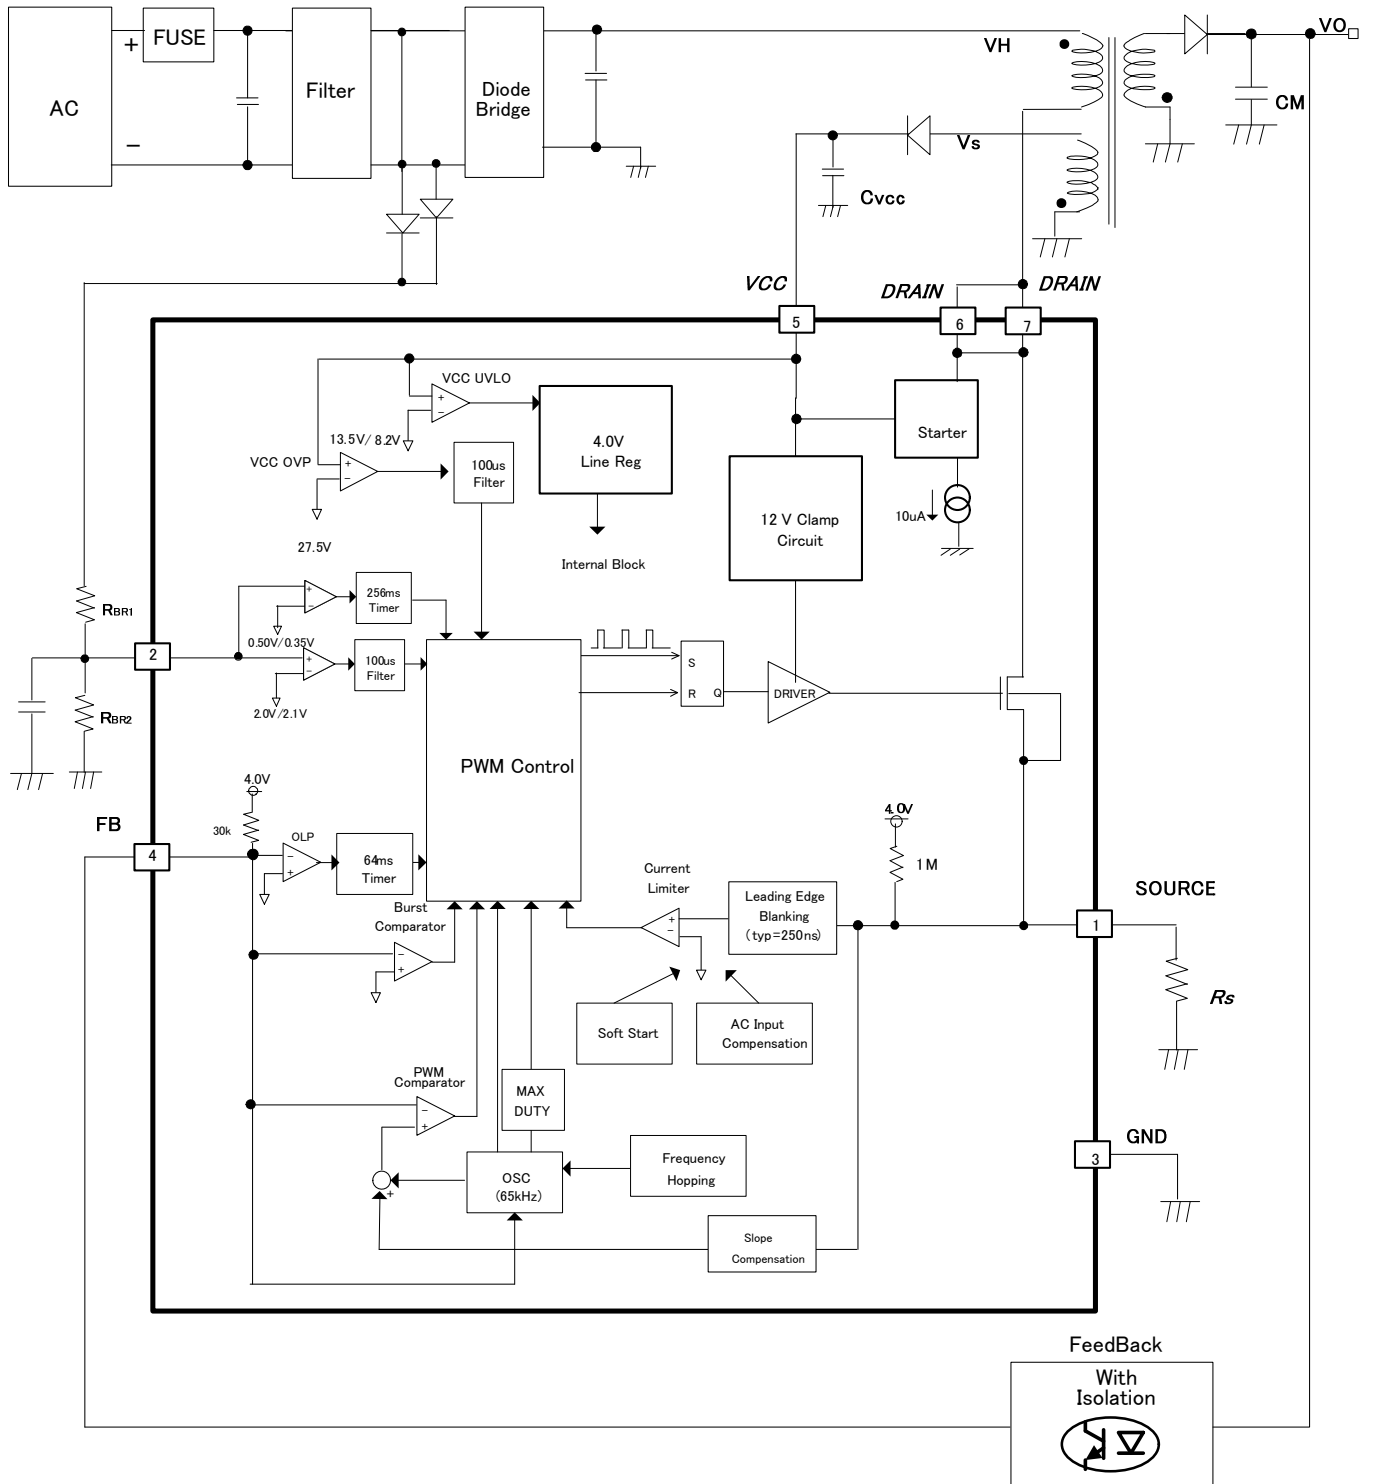 AC
+
−
FUSE
Filter
Diode
Bridge
VH
VO
CM
Vs
Cvcc
VCC
DRAIN
DRAIN
5
6
7
VCC UVLO
+
−
13.5V/ 8.2V
VCC OVP
+
−
27.5V
100us
Filter
4.0V
Line Reg
Internal Block
12 V Clamp
Circuit
Starter
10uA
RBR1
RBR2
2
+
−
0.50V/0.35V
256ms
Timer
+
−
2.0V/2.1V
100us
Filter
S
R
Q
DRIVER
PWM Control
4.0V
30k
FB
4
OLP
−
+
64ms
Timer
Burst
Comparator
−
+
Current
Limiter
+
−
Leading Edge
Blanking
(typ=250ns)
4.0V
1M
SOURCE
1
Rs
Soft Start
AC Input
Compensation
PWM
Comparator
−
+
MAX
DUTY
OSC
(65kHz)
+
Frequency
Hopping
Slope
Compensation
GND
3
FeedBack
With
Isolation